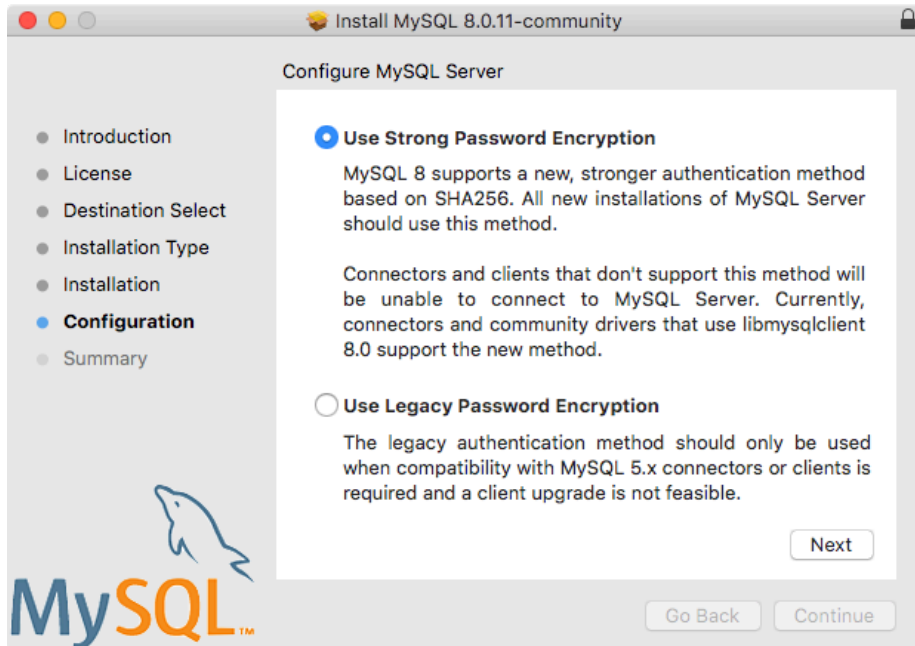 Install MySQL 8.0.11-community
Configure MySQL Server
Introduction
License
Destination Select
Installation Type
Installation
Configuration
Summary
Use Strong Password Encryption
MySQL 8 supports a new, stronger authentication method
based on SHA256. All new installations of MySQL Server
should use this method.
Connectors and clients that don't support this method will
be unable to connect to MySQL Server. Currently,
connectors and community drivers that use libmysqlclient
8.0 support the new method.
Use Legacy Password Encryption
The legacy authentication method should only be used
when compatibility with MySQL 5.x connectors or clients is
required and a client upgrade is not feasible.
Next
MySQL™
Go Back
Continue